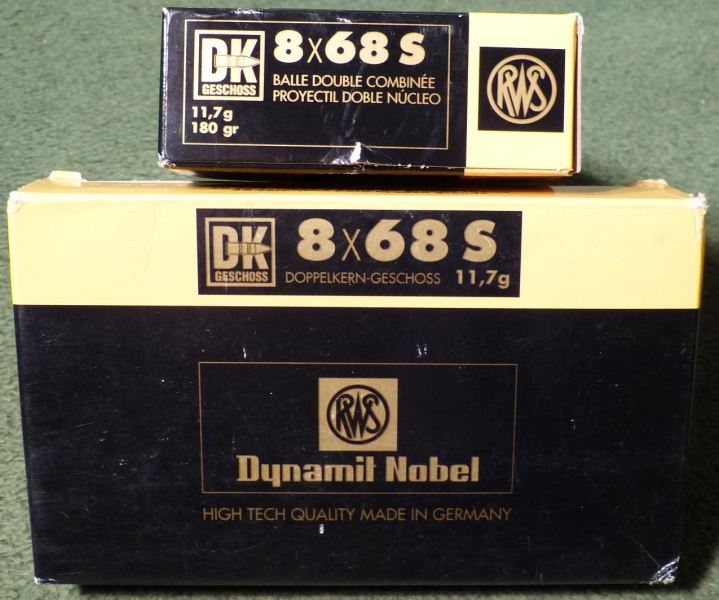 DK
GESCHOSS
8x68 S
BALLE DOUBLE COMBINÉE
PROYECTIL DOBLE NÚCLEO
11,7g
180 gr
RWS
DK
GESCHOSS
8x68 S
DOPPELKERN-GESCHOSS 11,7g
RWS
Dynamit Nobel
HIGH TECH QUALITY MADE IN GERMANY